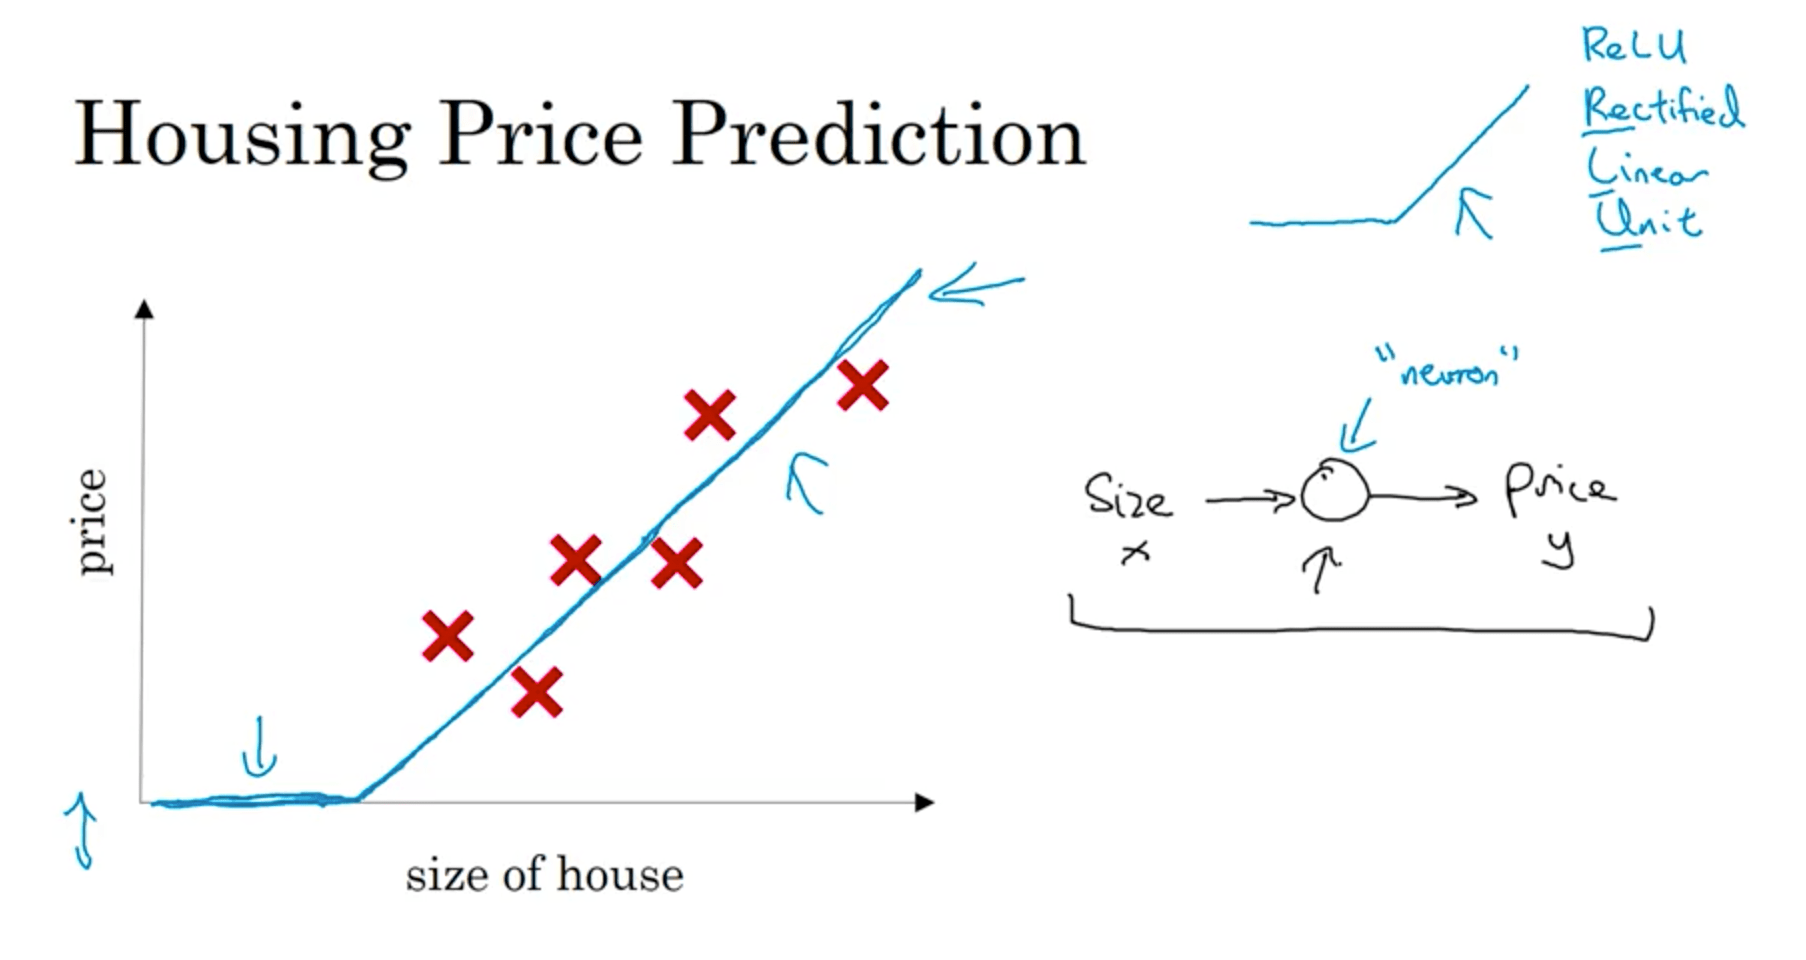 Housing Price Prediction
ReLU
Rectified
Linear
Unit
price
size of house
"neuron"
Size
x
Price
y